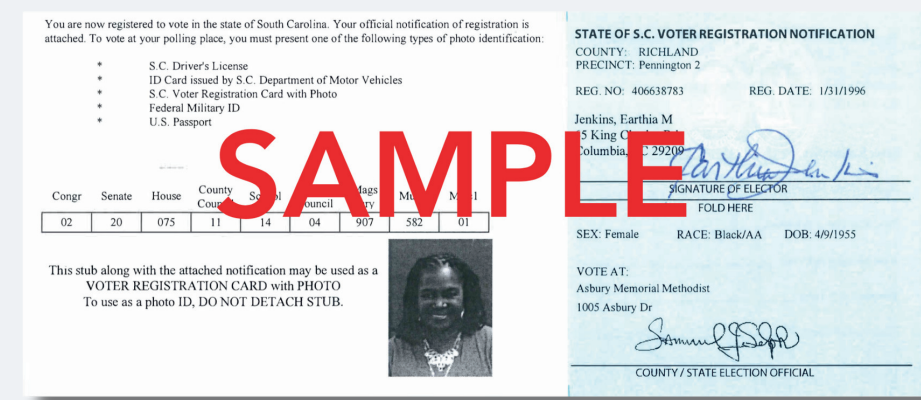 You are now registered to vote in the state of South Carolina. Your official notification of registration is
attached. To vote at your polling place, you must present one of the following types of photo identification:
* S.C. Driver's License
* ID Card issued by S.C. Department of Motor Vehicles
* S.C. Voter Registration Card with Photo
* Federal Military ID
* U.S. Passport
Congr Senate House County
02 20 075 11 14 04 907 582 01
This stub along with the attached notification may be used as a
VOTER REGISTRATION CARD with PHOTO
To use as a photo ID, DO NOT DETACH STUB.
SAMPLE
STATE OF S.C. VOTER REGISTRATION NOTIFICATION
COUNTY: RICHLAND
PRECINCT: Pennington 2
REG. NO: 406638783 REG. DATE: 1/31/1996
Jenkins, Earthia M
King
Columbia, 29209
Earthia Jenkins
SIGNATURE OF ELECTOR
FOLD HERE
SEX: Female RACE: Black/AA DOB: 4/9/1955
VOTE AT:
Asbury Memorial Methodist
1005 Asbury Dr
COUNTY / STATE ELECTION OFFICIAL